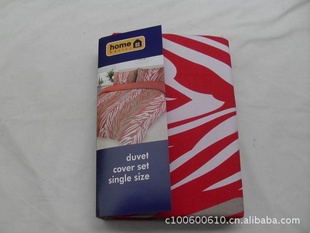 home
duvet
cover set
single size
c100600610.cn.alibaba.com